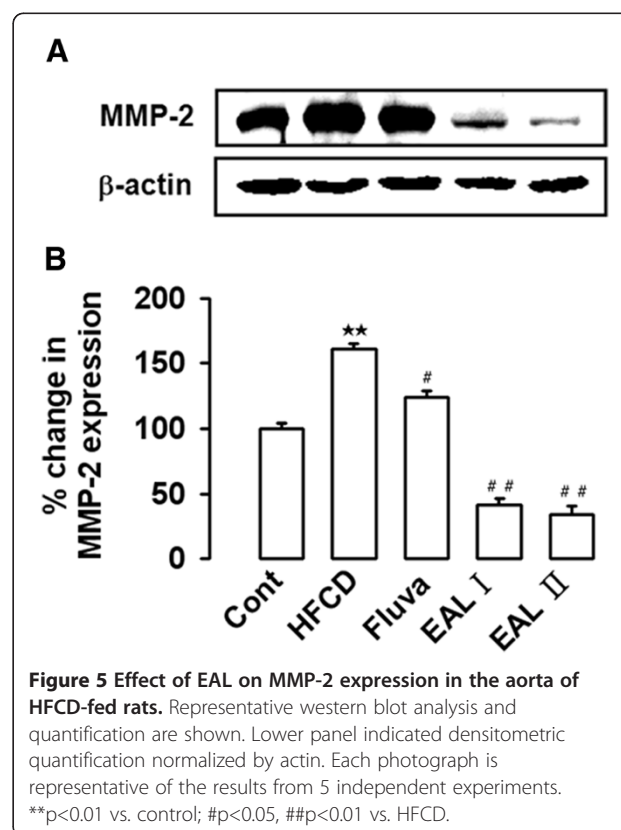 A
MMP-2
β-actin
B
% change in
MMP-2 expression
200
150
100
50
0
★★
#
# #
# #
Cont
HFCD
Fluva
EAL Ⅰ
EAL Ⅱ
Figure 5 Effect of EAL on MMP-2 expression in the aorta of
HFCD-fed rats. Representative western blot analysis and
quantification are shown. Lower panel indicated densitometric
quantification normalized by actin. Each photograph is
representative of the results from 5 independent experiments.
**p<0.01 vs. control; #p<0.05, ##p<0.01 vs. HFCD.